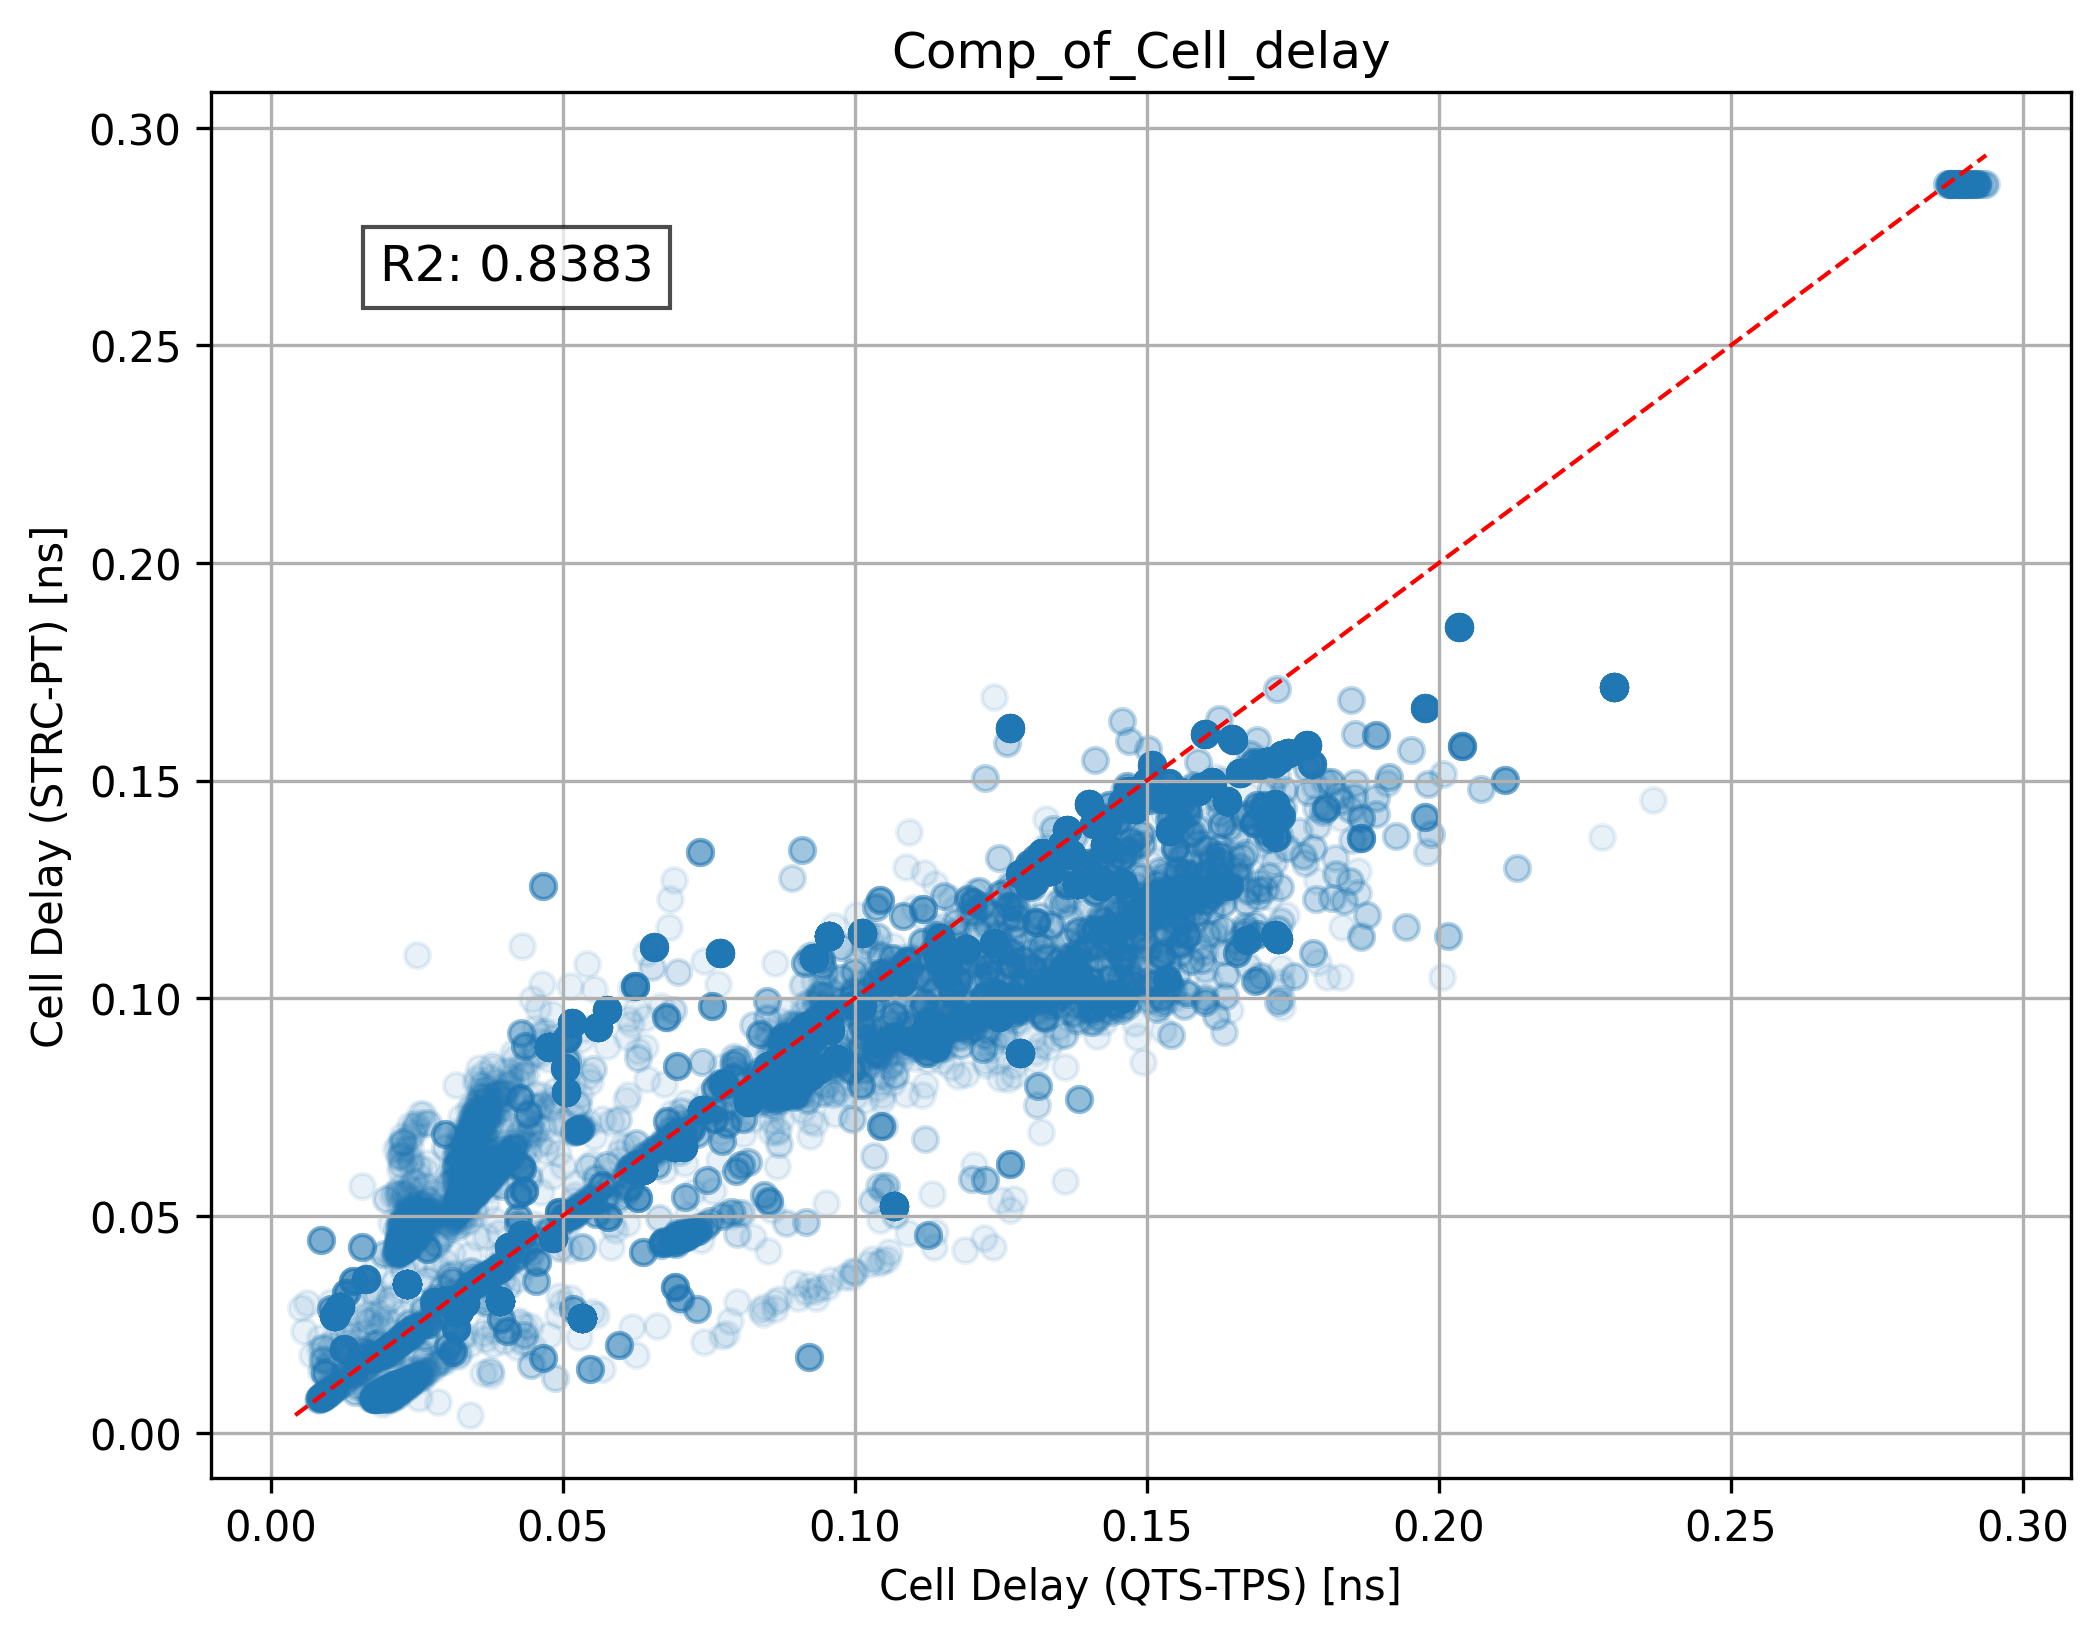 Comp_of_Cell_delay
R2: 0.8383
Cell Delay (STRC-PT) [ns]
0.30
0.25
0.20
0.15
0.10
0.05
0.00
0.00 0.05 0.10 0.15 0.20 0.25 0.30
Cell Delay (QTS-TPS) [ns]